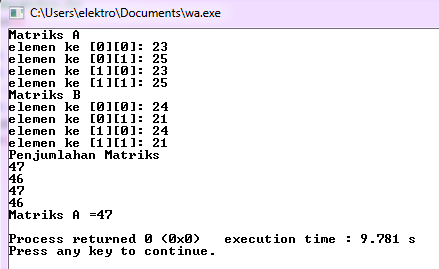 C:\Users\elektro\Documents\wa.exe
Matriks A
elemen ke [0][0]: 23
elemen ke [0][1]: 25
elemen ke [1][0]: 23
elemen ke [1][1]: 25
Matriks B
elemen ke [0][0]: 24
elemen ke [0][1]: 21
elemen ke [1][0]: 24
elemen ke [1][1]: 21
Penjumlahan Matriks
47
46
47
46
Matriks A =47
Process returned 0 (0x0)   execution time : 9.781 s
Press any key to continue.